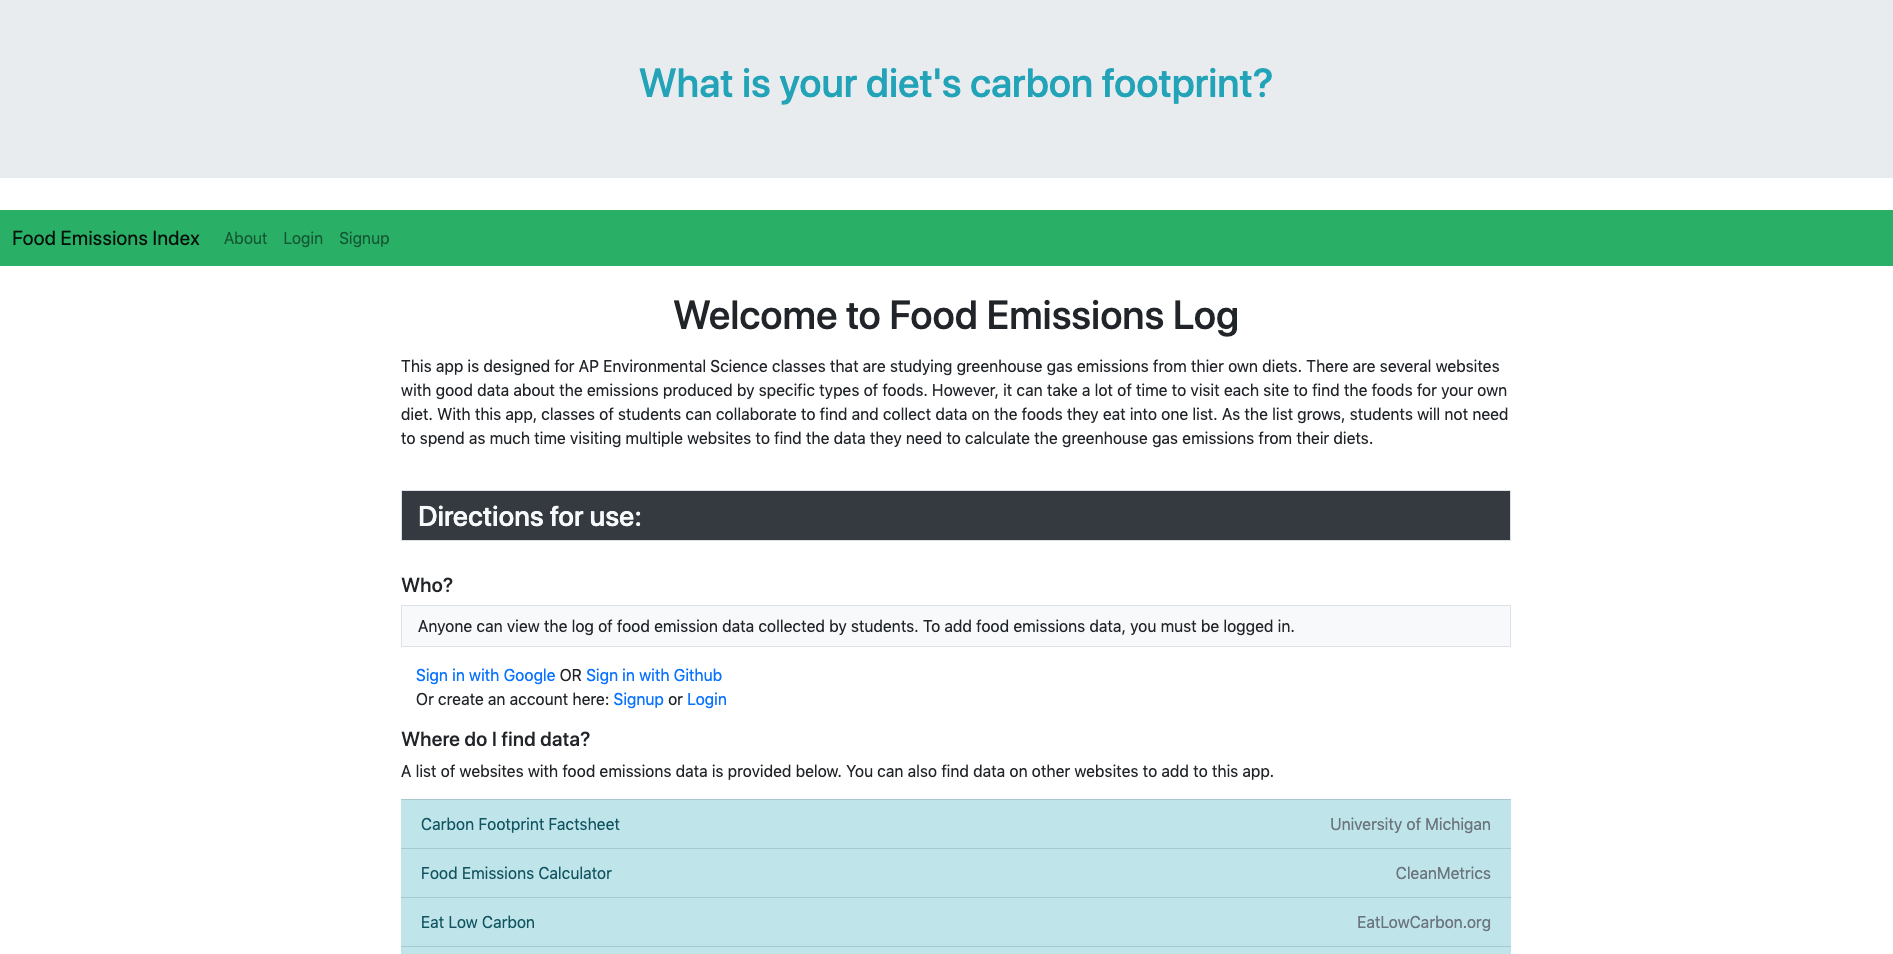 What is your diet's carbon footprint?
Food Emissions Index About Login Signup
Welcome to Food Emissions Log
This app is designed for AP Environmental Science classes that are studying greenhouse gas emissions from thier own diets. There are several websites
with good data about the emissions produced by specific types of foods. However, it can take a lot of time to visit each site to find the foods for your own
diet. With this app, classes of students can collaborate to find and collect data on the foods they eat into one list. As the list grows, students will not need
to spend as much time visiting multiple websites to find the data they need to calculate the greenhouse gas emissions from their diets.
Directions for use:
Who?
Anyone can view the log of food emission data collected by students. To add food emissions data, you must be logged in.
Sign in with Google OR Sign in with Github
Or create an account here: Signup or Login
Where do I find data?
A list of websites with food emissions data is provided below. You can also find data on other websites to add to this app.
Carbon Footprint Factsheet University of Michigan
Food Emissions Calculator CleanMetrics
Eat Low Carbon EatLowCarbon.org